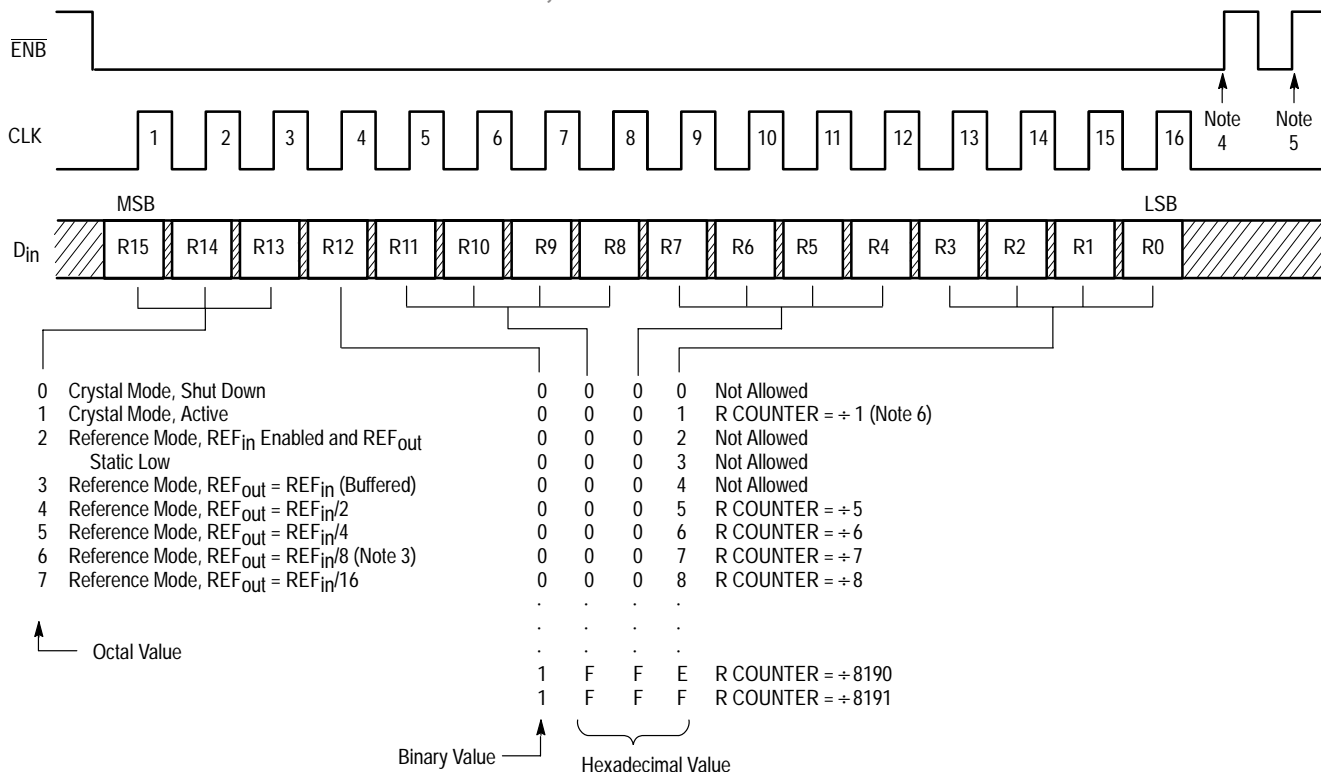 ENB
Note 4
Note 5
CLK
1 2 3 4 5 6 7 8 9 10 11 12 13 14 15 16
MSB LSB
Din
R15 R14 R13 R12 R11 R10 R9 R8 R7 R6 R5 R4 R3 R2 R1 R0
0 Crystal Mode, Shut Down
1 Crystal Mode, Active
2 Reference Mode, REFin Enabled and REFout
Static Low
3 Reference Mode, REFout = REFin (Buffered)
4 Reference Mode, REFout = REFin/2
5 Reference Mode, REFout = REFin/4
6 Reference Mode, REFout = REFin/8 (Note 3)
7 Reference Mode, REFout = REFin/16
Octal Value
0 0 0 0 Not Allowed
0 0 0 1 R COUNTER = ÷ 1 (Note 6)
0 0 0 2 Not Allowed
0 0 0 3 Not Allowed
0 0 0 4 Not Allowed
0 0 0 5 R COUNTER = ÷ 5
0 0 0 6 R COUNTER = ÷ 6
0 0 0 7 R COUNTER = ÷ 7
0 0 0 8 R COUNTER = ÷ 8
. . . .
. . . .
. . . .
1 F F E R COUNTER = ÷ 8190
1 F F F R COUNTER = ÷ 8191
Binary Value
Hexadecimal Value